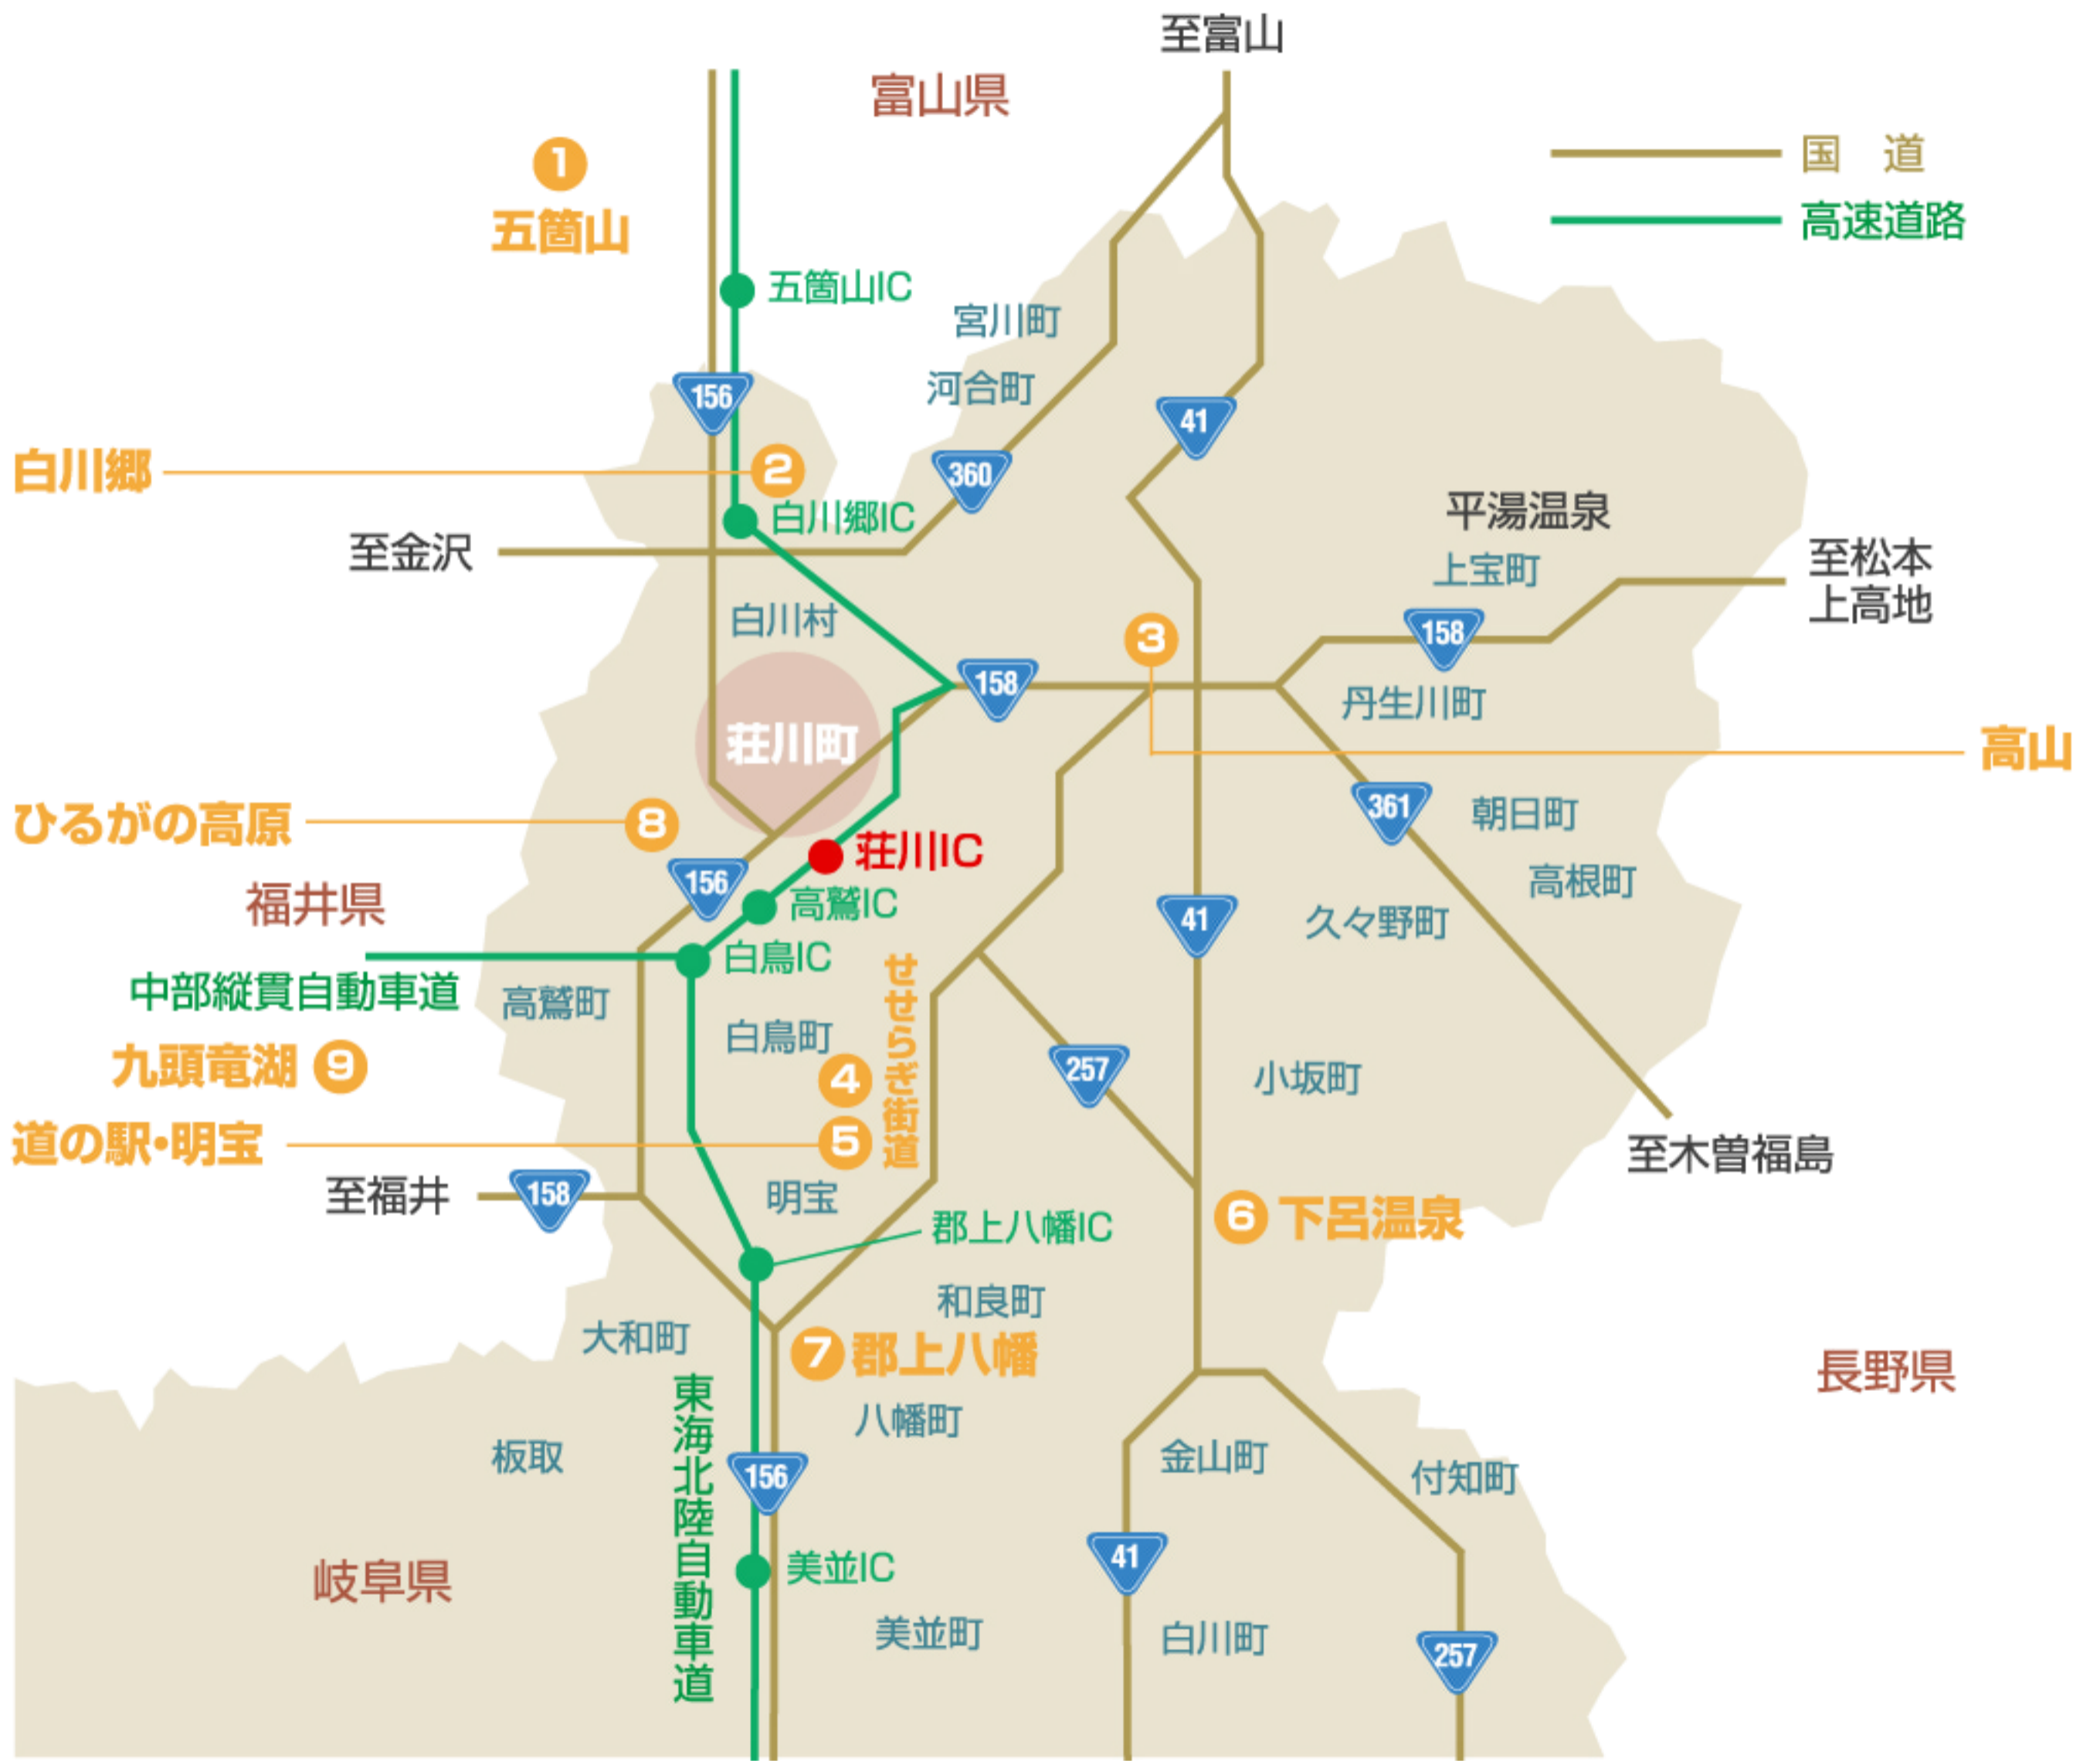 至富山
富山県
1
五箇山
国　道
高速道路
五箇山IC
宮川町
河合町
156
41
白川郷
2
360
白川郷IC
平湯温泉
至金沢
上宝町
至松本
上高地
白川村
3
158
158
丹生川町
荘川町
高山
ひるがの高原
8
361
朝日町
荘川IC
156
高鷲IC
高根町
福井県
41
久々野町
白鳥IC
中部縦貫自動車道
高鷲町
せせらぎ街道
白鳥町
九頭竜湖 9
4
257
小坂町
道の駅・明宝
5
至木曽福島
至福井
158
明宝
6 下呂温泉
郡上八幡IC
和良町
大和町
7 郡上八幡
長野県
東海北陸自動車道
八幡町
板取
156
金山町
付知町
41
美並IC
岐阜県
美並町
白川町
257